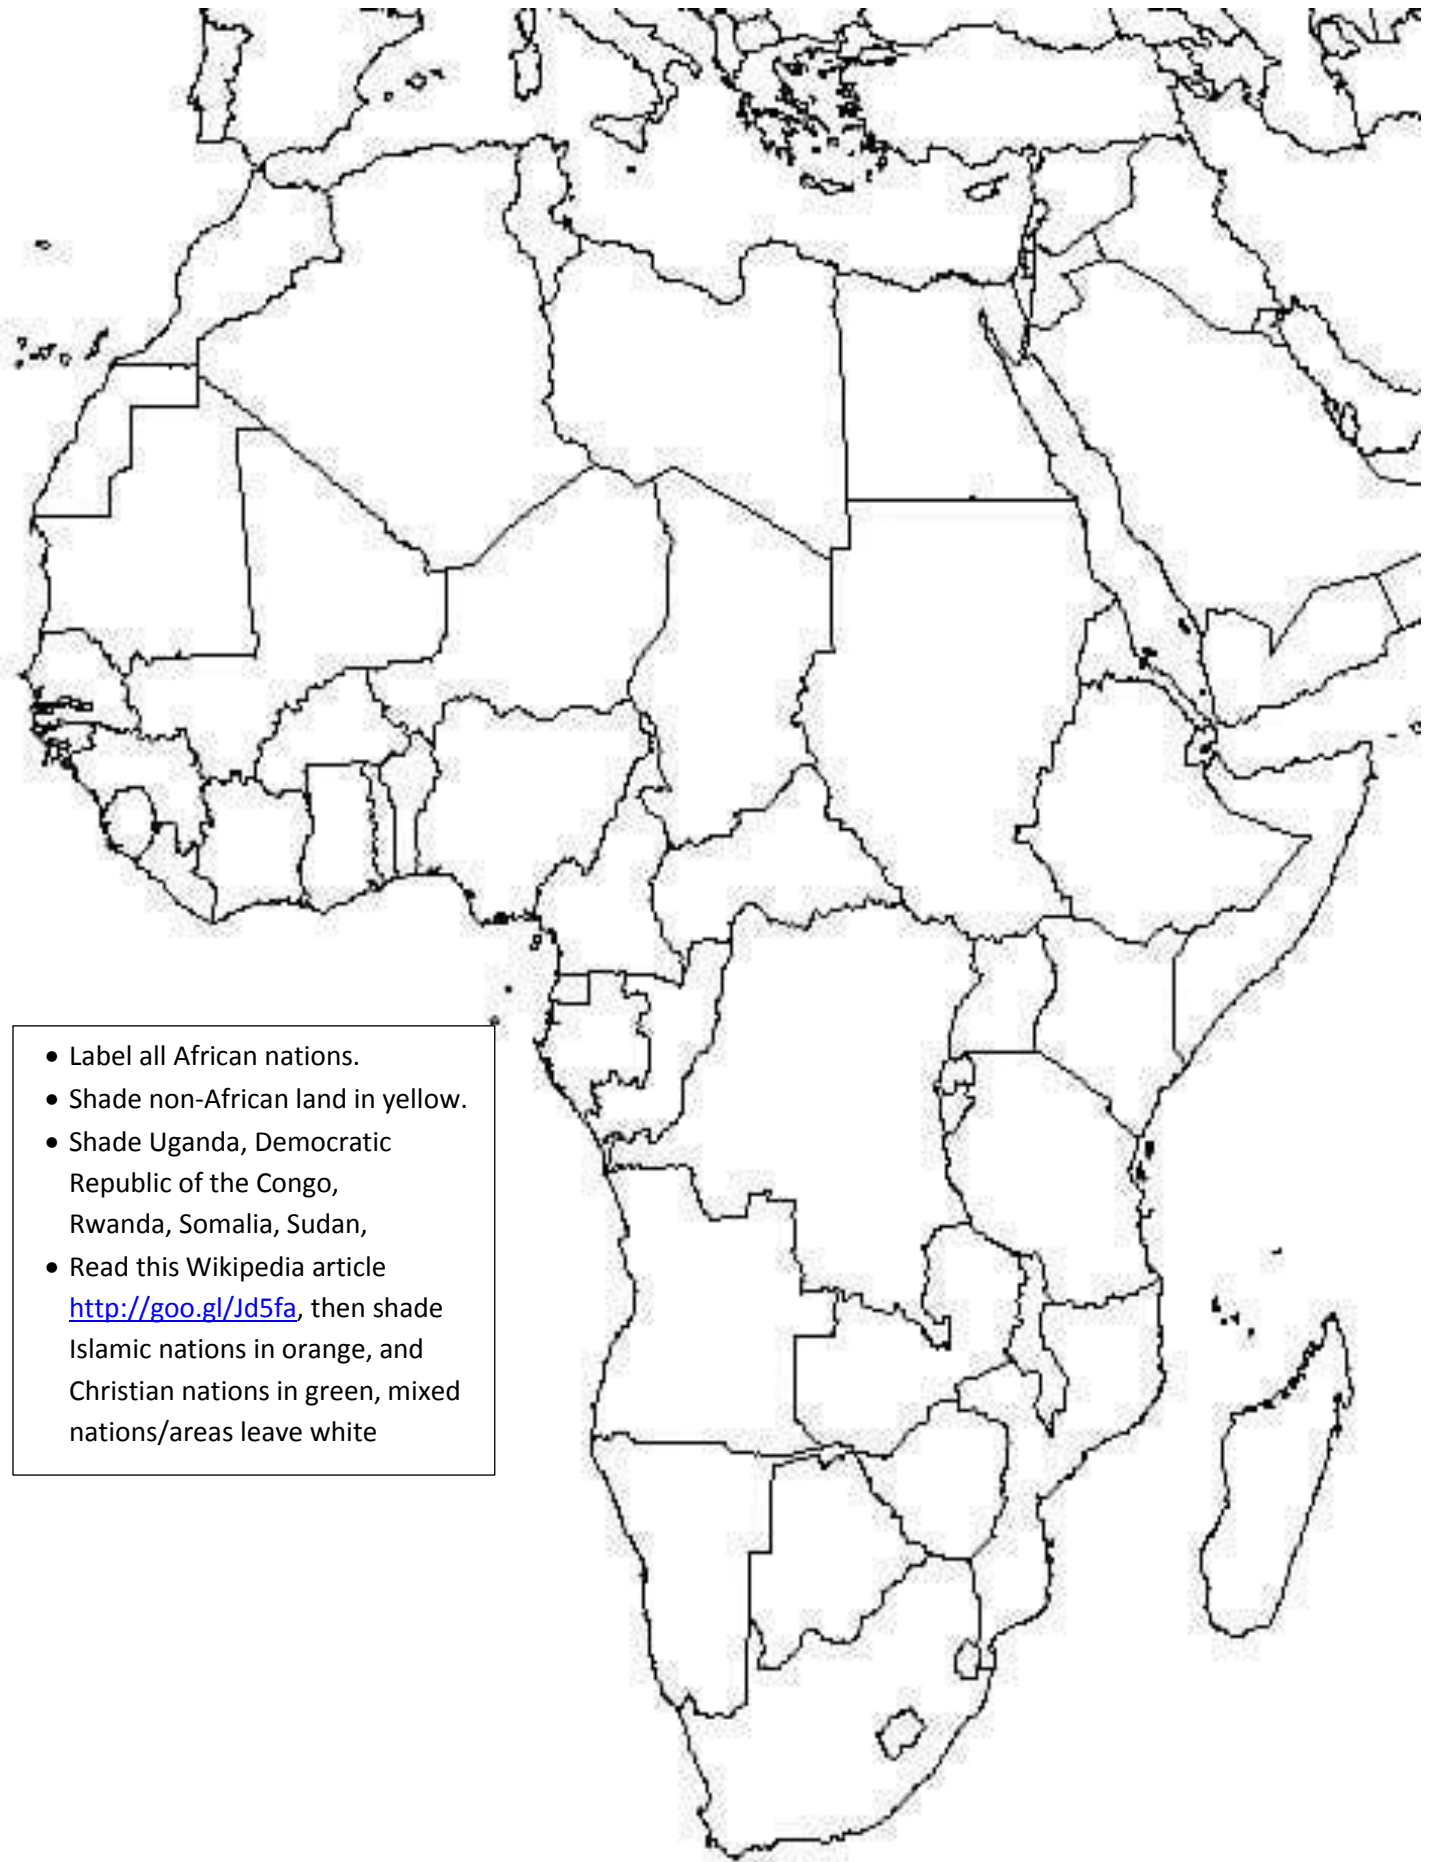 • Label all African nations.
• Shade non-African land in yellow.
• Shade Uganda, Democratic
Republic of the Congo,
Rwanda, Somalia, Sudan,
• Read this Wikipedia article
http://goo.gl/Jd5fa, then shade
Islamic nations in orange, and
Christian nations in green, mixed
nations/areas leave white